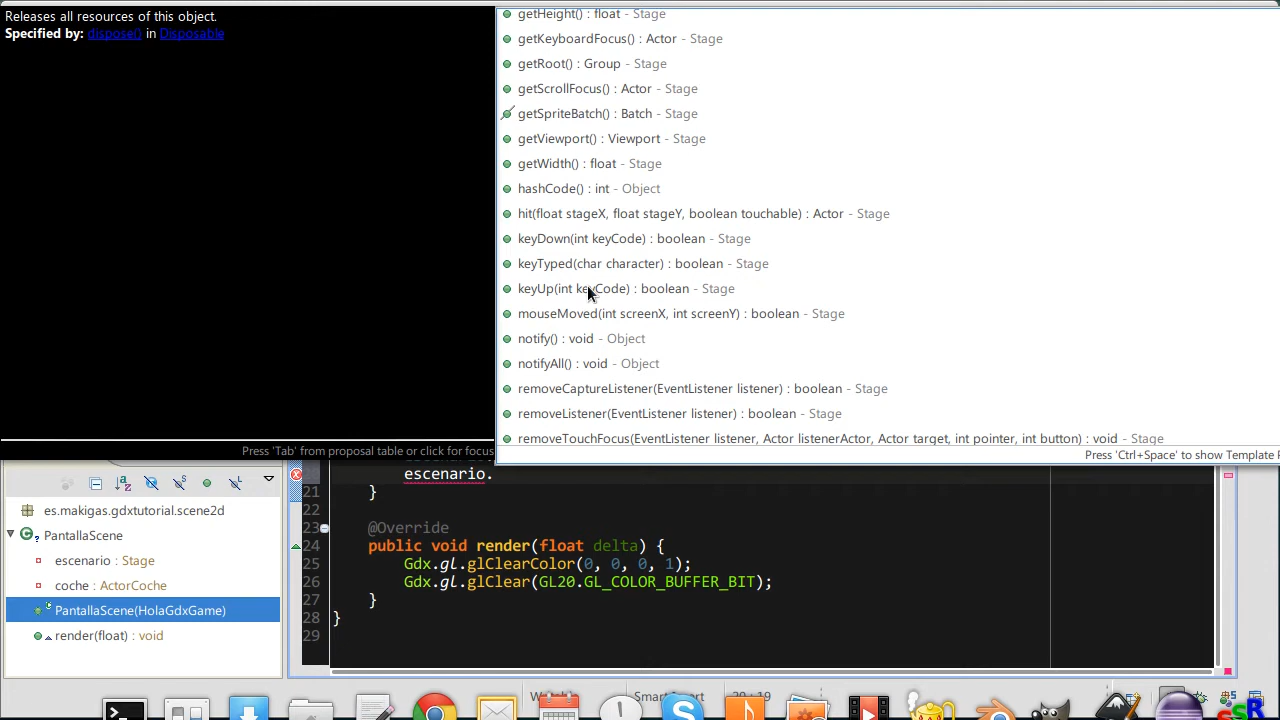 Releases all resources of this object.
Specified by: dispose() in Disposable
Press 'Tab' from proposal table or click for focus
getHeight() : float - Stage
getKeyboardFocus() : Actor - Stage
getRoot() : Group - Stage
getScrollFocus() : Actor - Stage
getSpriteBatch() : Batch - Stage
getViewport() : Viewport - Stage
getWidth() : float - Stage
hashCode() : int - Object
hit(float stageX, float stageY, boolean touchable) : Actor - Stage
keyDown(int keyCode) : boolean - Stage
keyTyped(char character) : boolean - Stage
keyUp(int keyCode) : boolean - Stage
mouseMoved(int screenX, int screenY) : boolean - Stage
notify() : void - Object
notifyAll() : void - Object
removeCaptureListener(EventListener listener) : boolean - Stage
removeListener(EventListener listener) : boolean - Stage
removeTouchFocus(EventListener listener, Actor listenerActor, Actor target, int pointer, int button) : void - Stage
Press 'Ctrl+Space' to show Template
es.makigas.gdxtutorial.scene2d
PantallaScene
escenario : Stage
coche : ActorCoche
PantallaScene(HolaGdxGame)
render(float) : void
escenario.
21 }
22
23 @Override
24 public void render(float delta) {
25 Gdx.gl.glClearColor(0, 0, 0, 1);
26 Gdx.gl.glClear(GL20.GL_COLOR_BUFFER_BIT);
27 }
28 }
29